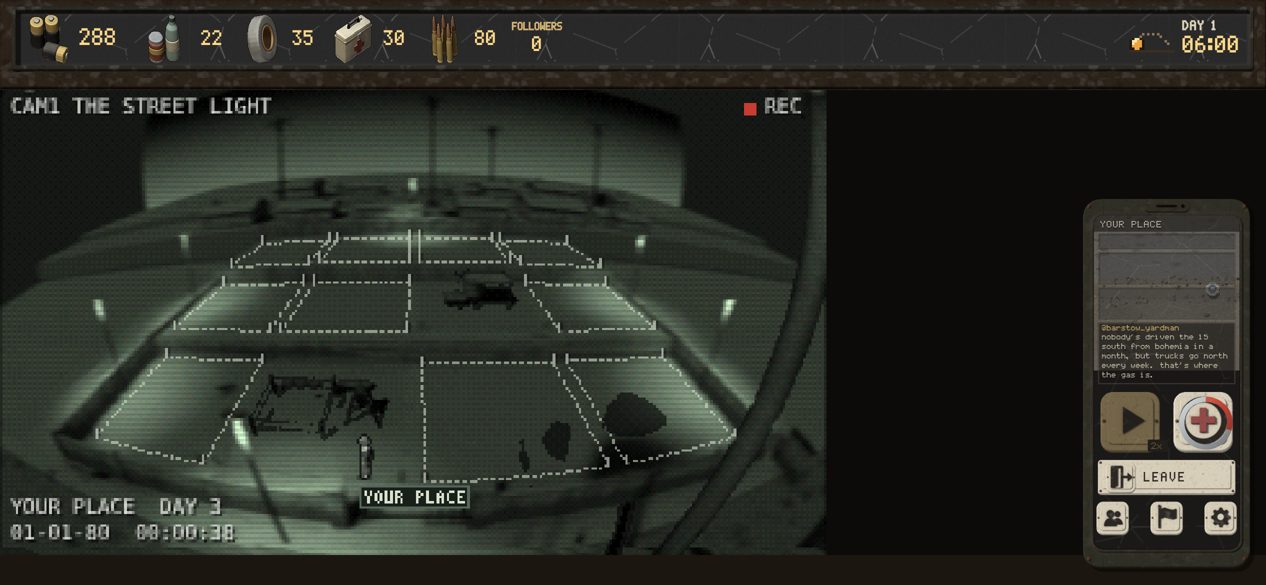 288
22
35
30
80
FOLLOWERS
0
DAY 1
06:00
CAM1 THE STREET LIGHT
REC
YOUR PLACE
@barstow_yardman
nobody's driven the 15
south from bohemia in a
month, but trucks go north
every week. that's where
the gas is.
2x
LEAVE
YOUR PLACE
YOUR PLACE DAY 3
01-01-80 00:00:38